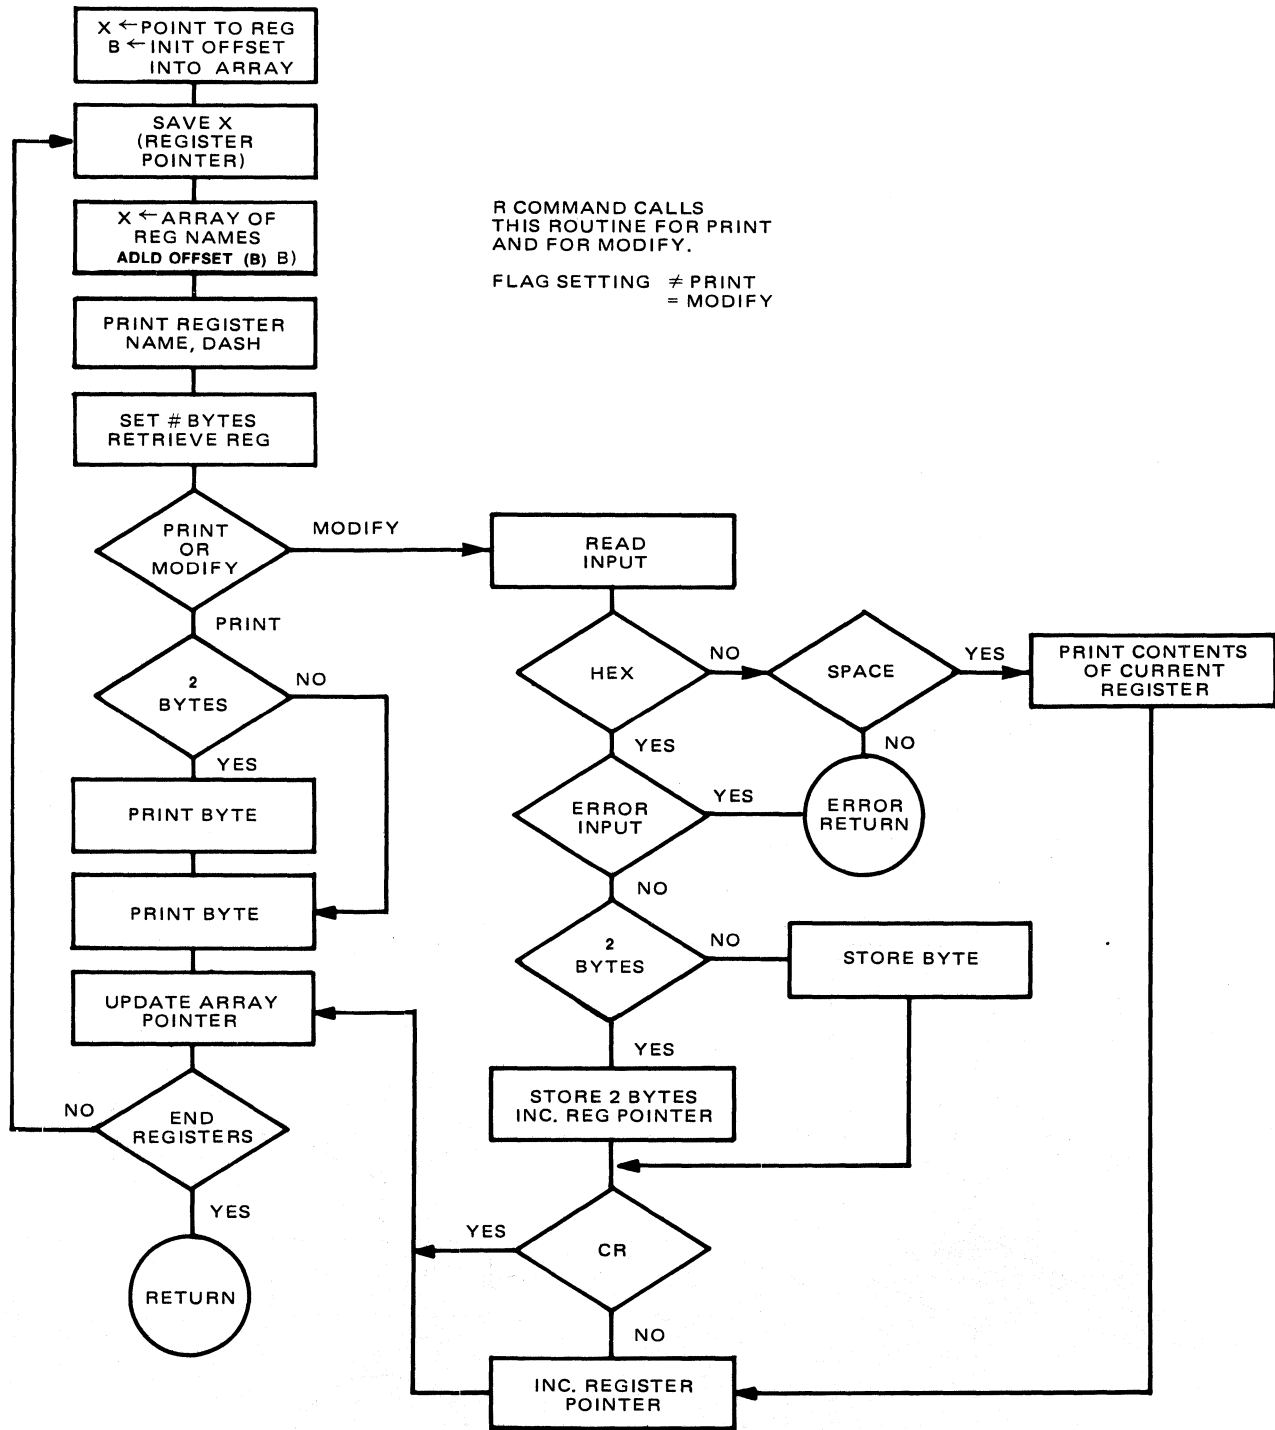 X ← POINT TO REG
B ← INIT OFFSET
INTO ARRAY
SAVE X
(REGISTER
POINTER)
X ← ARRAY OF
REG NAMES
ADLD OFFSET (B) B)
PRINT REGISTER
NAME, DASH
SET # BYTES
RETRIEVE REG
R COMMAND CALLS
THIS ROUTINE FOR PRINT
AND FOR MODIFY.
FLAG SETTING ≠ PRINT
= MODIFY
PRINT
OR
MODIFY
MODIFY
PRINT
READ
INPUT
2
BYTES
NO
YES
HEX
NO
YES
SPACE
YES
NO
PRINT CONTENTS
OF CURRENT
REGISTER
PRINT BYTE
ERROR
INPUT
YES
NO
ERROR
RETURN
PRINT BYTE
2
BYTES
NO
YES
STORE BYTE
UPDATE ARRAY
POINTER
STORE 2 BYTES
INC. REG POINTER
END
REGISTERS
NO
YES
RETURN
CR
YES
NO
INC. REGISTER
POINTER